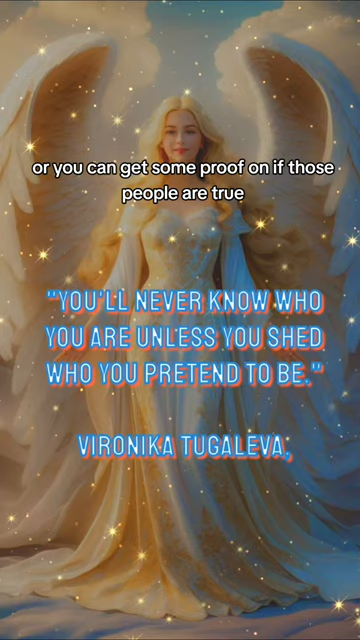 or you can get some proof on if those
people are true
"YOU'LL NEVER KNOW WHO
YOU ARE UNLESS YOU SHED
WHO YOU PRETEND TO BE."
VIRONIKA TUGALEVA,